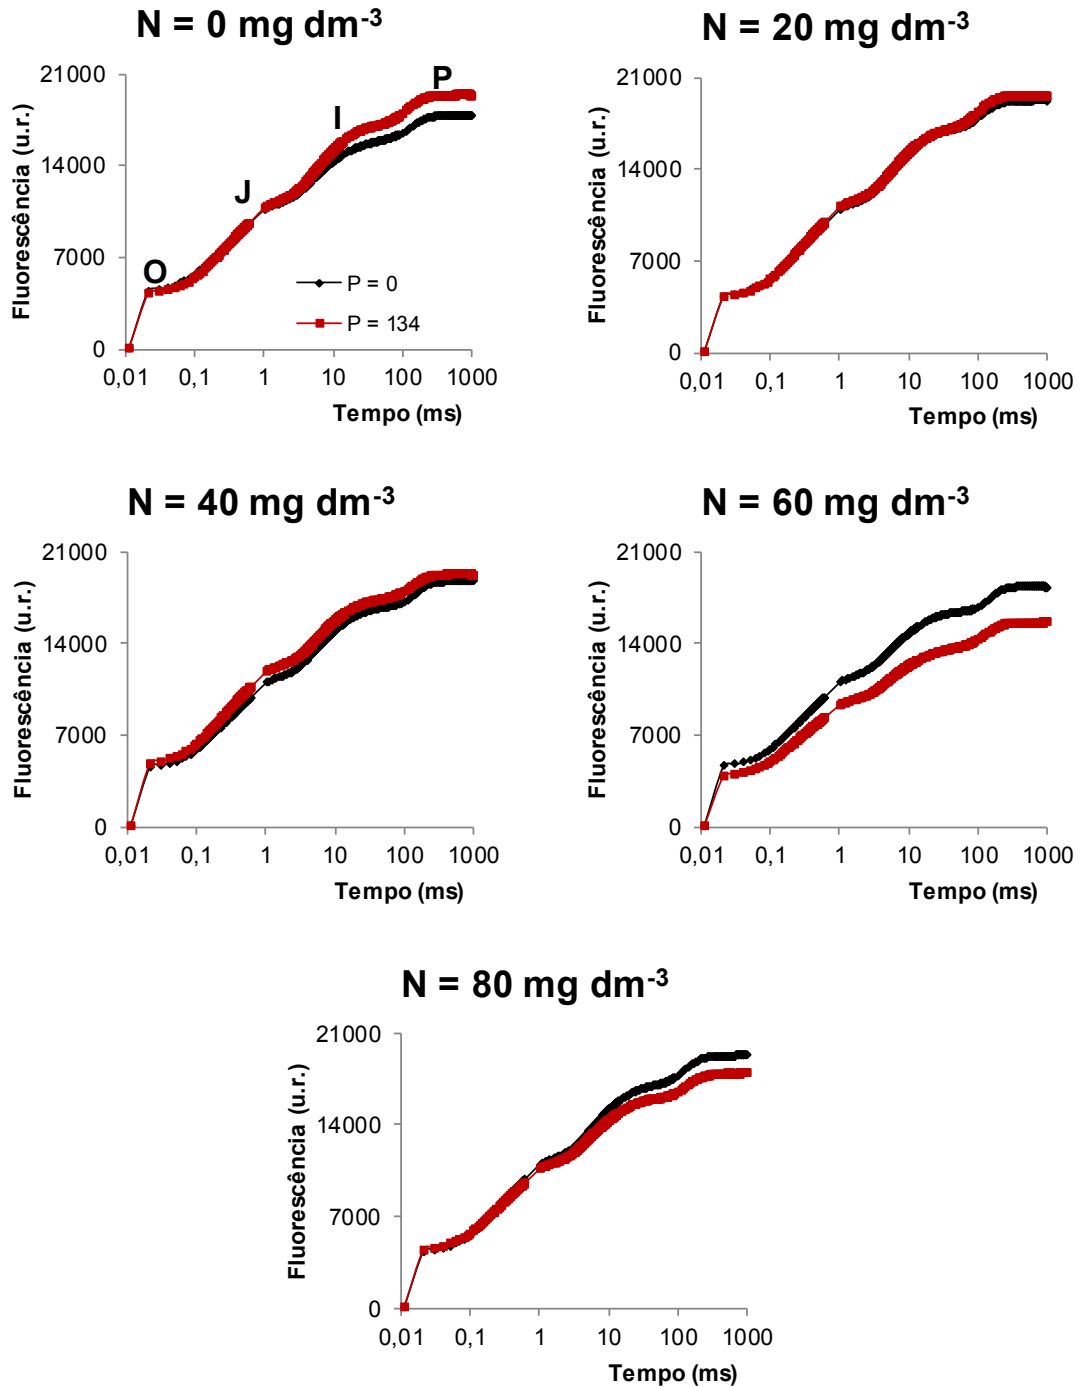 N = 0 mg dm-3
Fluorescência (u.r.)
21000
14000
7000
0
O
J
I
P
P = 0
P = 134
0,01 0,1 1 10 100 1000
Tempo (ms)
N = 20 mg dm-3
Fluorescência (u.r.)
21000
14000
7000
0
0,01 0,1 1 10 100 1000
Tempo (ms)
N = 40 mg dm-3
Fluorescência (u.r.)
21000
14000
7000
0
0,01 0,1 1 10 100 1000
Tempo (ms)
N = 60 mg dm-3
Fluorescência (u.r.)
21000
14000
7000
0
0,01 0,1 1 10 100 1000
Tempo (ms)
N = 80 mg dm-3
Fluorescência (u.r.)
21000
14000
7000
0
0,01 0,1 1 10 100 1000
Tempo (ms)